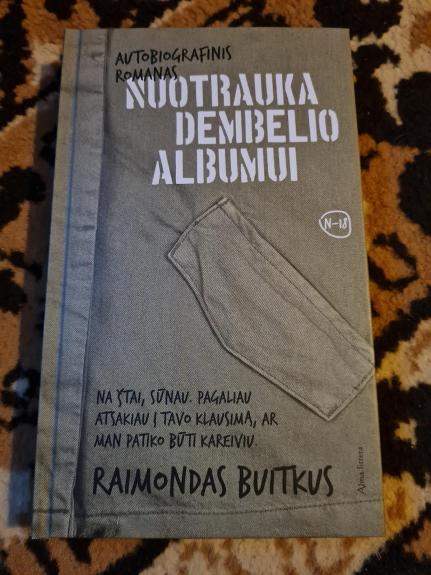 AUTOBIOGRAFINIS
ROMANAS
NUOTRAUKA
DEMBELIO
ALBUMUI
N-18
NA ŠTAI, SŪNAU. PAGALIAU
ATSAKIAU Į TAVO KLAUSIMĄ, AR
MAN PATIKO BŪTI KAREIVIU.
RAIMONDAS BUITKUS
Alma littera